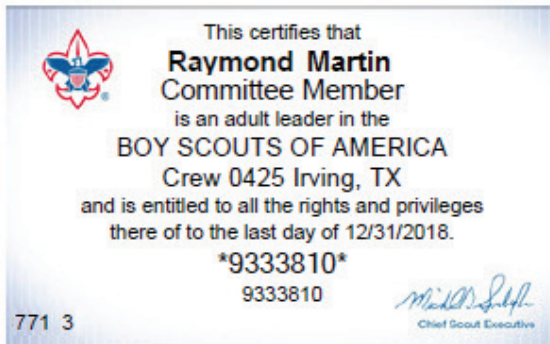 This certifies that
Raymond Martin
Committee Member
is an adult leader in the
BOY SCOUTS OF AMERICA
Crew 0425 Irving, TX
and is entitled to all the rights and privileges
there of to the last day of 12/31/2018.
*9333810*
9333810
771 3
Chief Scout Executive